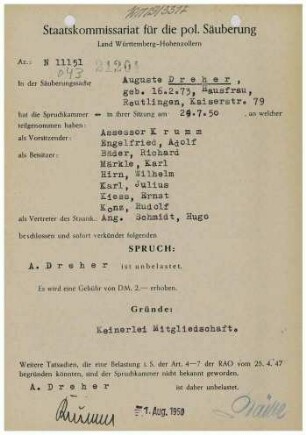 Staatskommissariat für die pol. Säuberung
Land Württemberg-Hohenzollern
Az.: N 11151
043 21201
In der Säuberungssache Auguste Dreher,
geb. 16.2.73, Hausfrau,
Reutlingen, Kaiserstr. 79
hat die Spruchkammer — in ihrer Sitzung am 24.7.50 , an welcher
teilgenommen haben: Assessor Krumm
als Vorsitzender: Engelfried, Adolf
als Beisitzer: Bäder, Richard
Märkle, Karl
Hirn, Wilhelm
Karl, Julius
Kiess, Ernst
Konz, Rudolf
als Vertreter des Staatsk. Ang. Schmidt, Hugo
beschlossen und sofort verkündet folgenden
SPRUCH:
A. Dreher ist unbelastet.
Es wird eine Gebühr von DM. 2.— erhoben.
Gründe:
Keinerlei Mitgliedschaft.
Weitere Tatsachen, die eine Belastung i. S. der Art. 4—7 der RAO vom 25. 4. 47
begründen könnten, sind der Spruchkammer nicht bekannt geworden.
A. Dreher ist daher unbelastet.
Krumm 1. Aug. 1950